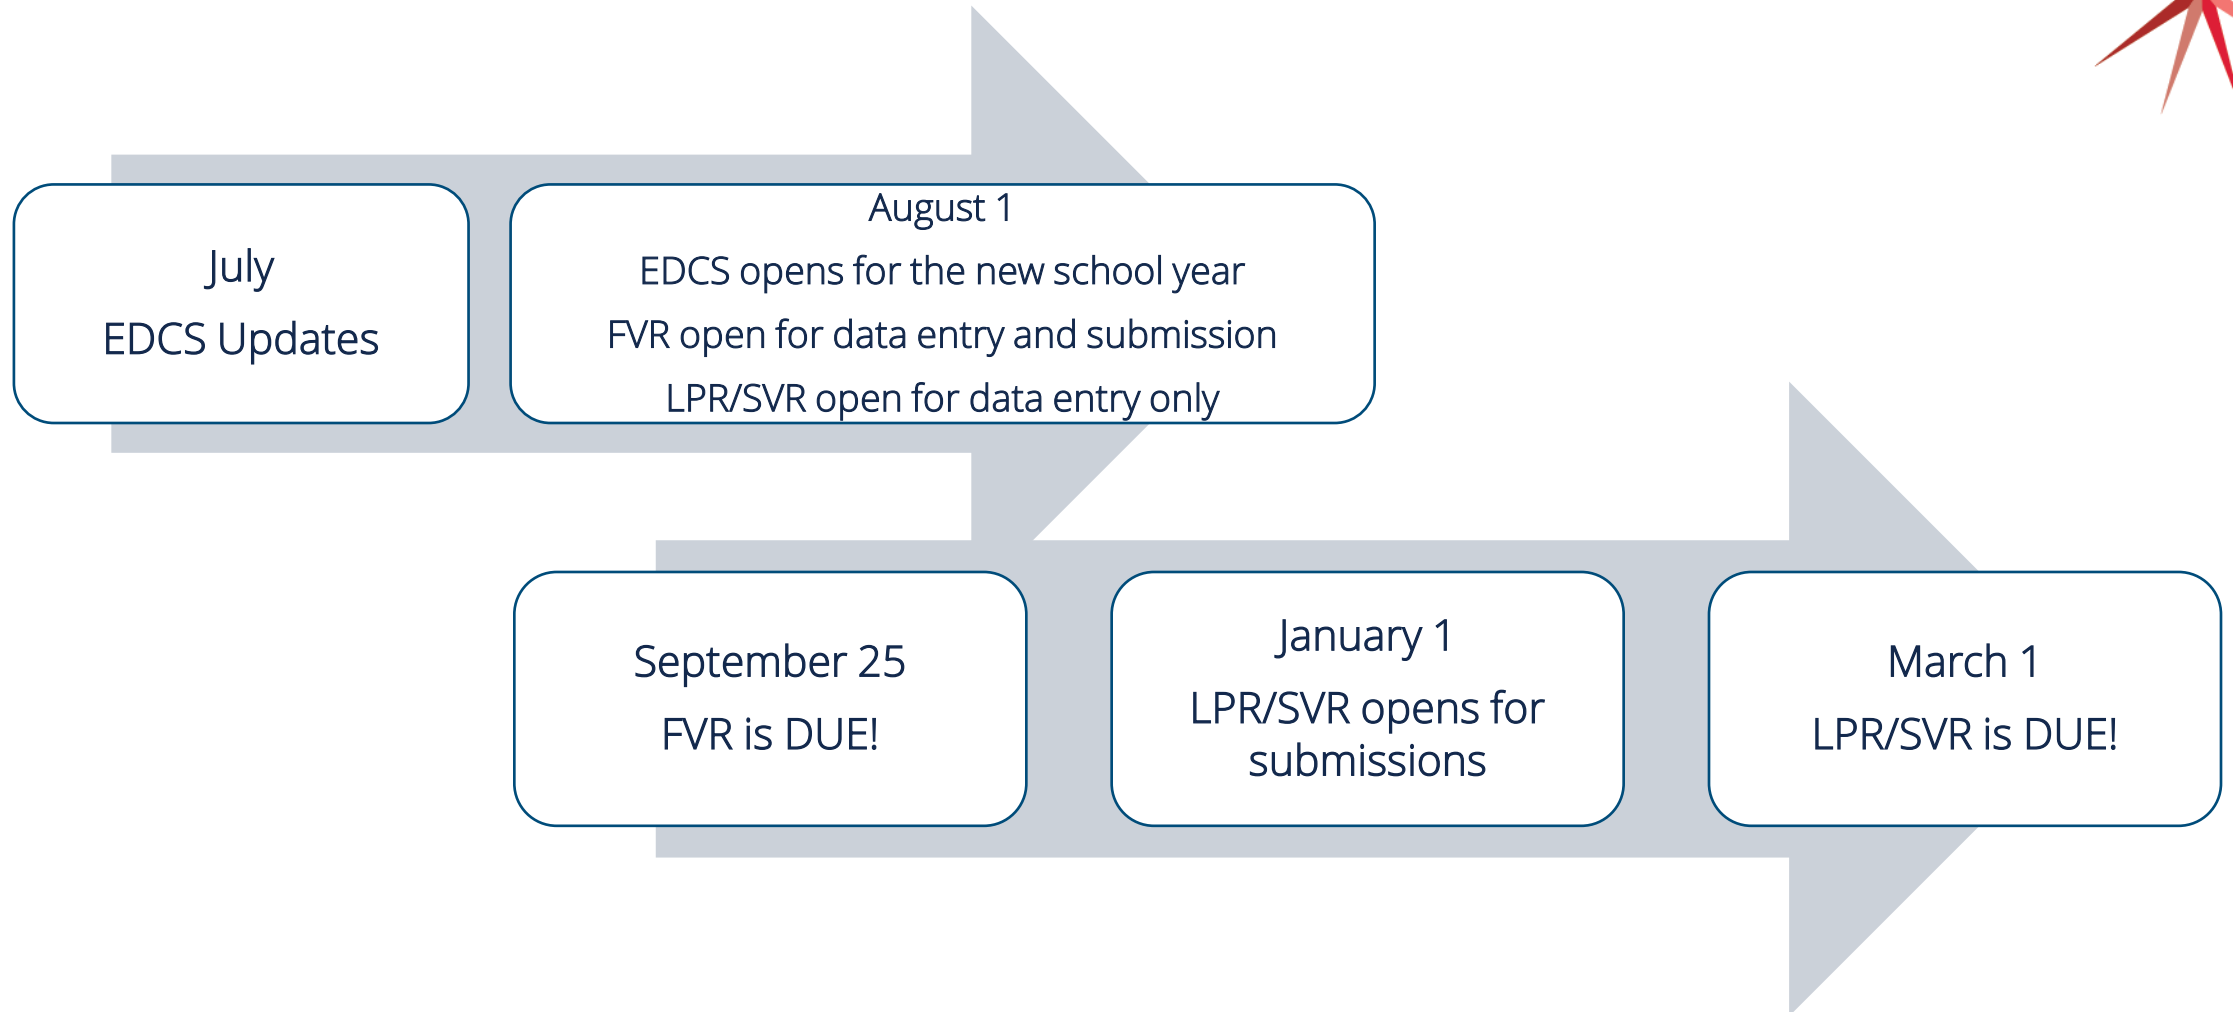 July
EDCS Updates
August 1
EDCS opens for the new school year
FVR open for data entry and submission
LPR/SVR open for data entry only
September 25
FVR is DUE!
January 1
LPR/SVR opens for
submissions
March 1
LPR/SVR is DUE!